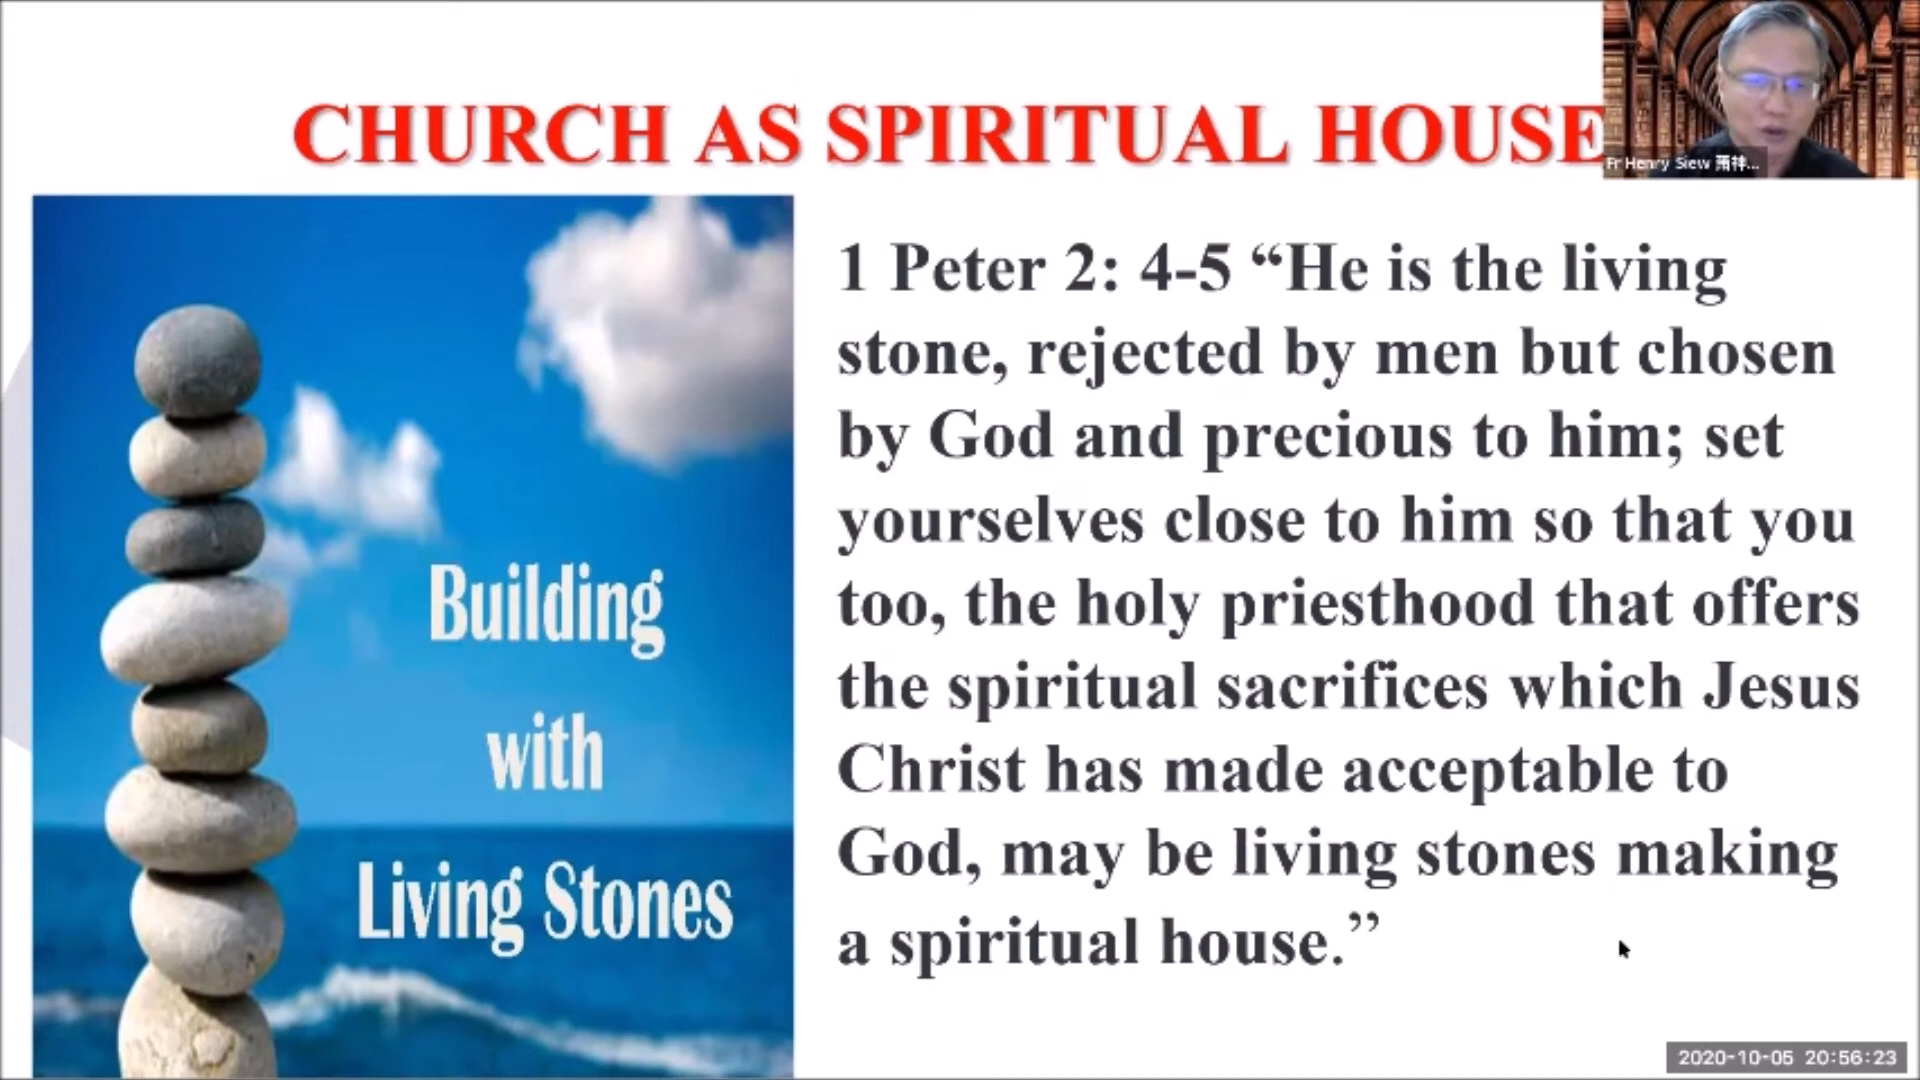 CHURCH AS SPIRITUAL HOUSE
Fr Henry Siew 蕭神...
Building
with
Living Stones
1 Peter 2: 4-5 “He is the living
stone, rejected by men but chosen
by God and precious to him; set
yourselves close to him so that you
too, the holy priesthood that offers
the spiritual sacrifices which Jesus
Christ has made acceptable to
God, may be living stones making
a spiritual house.”
2020-10-05 20:56:23